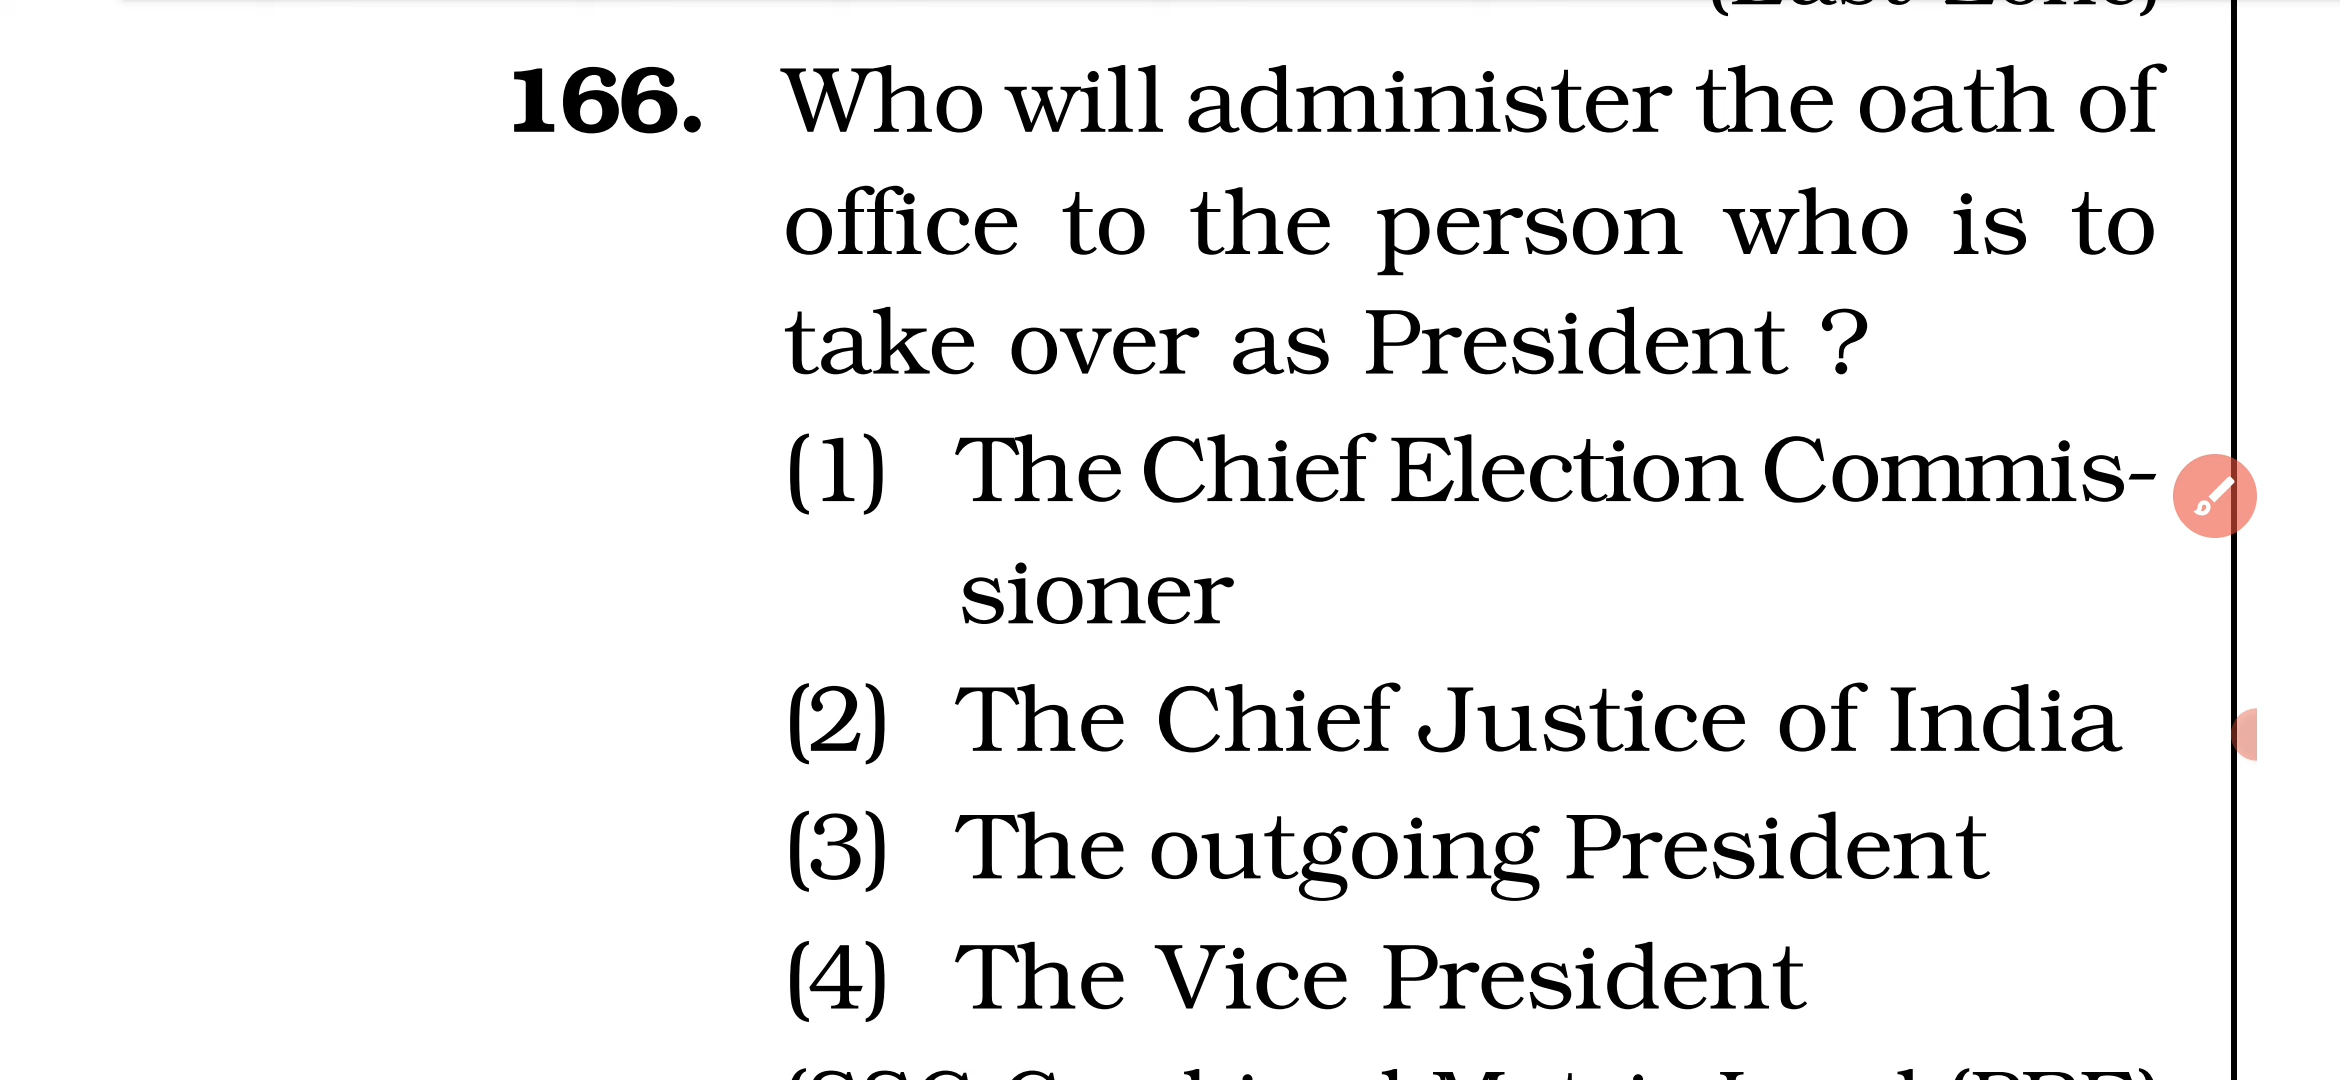 166. Who will administer the oath of
office to the person who is to
take over as President ?
(1) The Chief Election Commis-
sioner
(2) The Chief Justice of India
(3) The outgoing President
(4) The Vice President